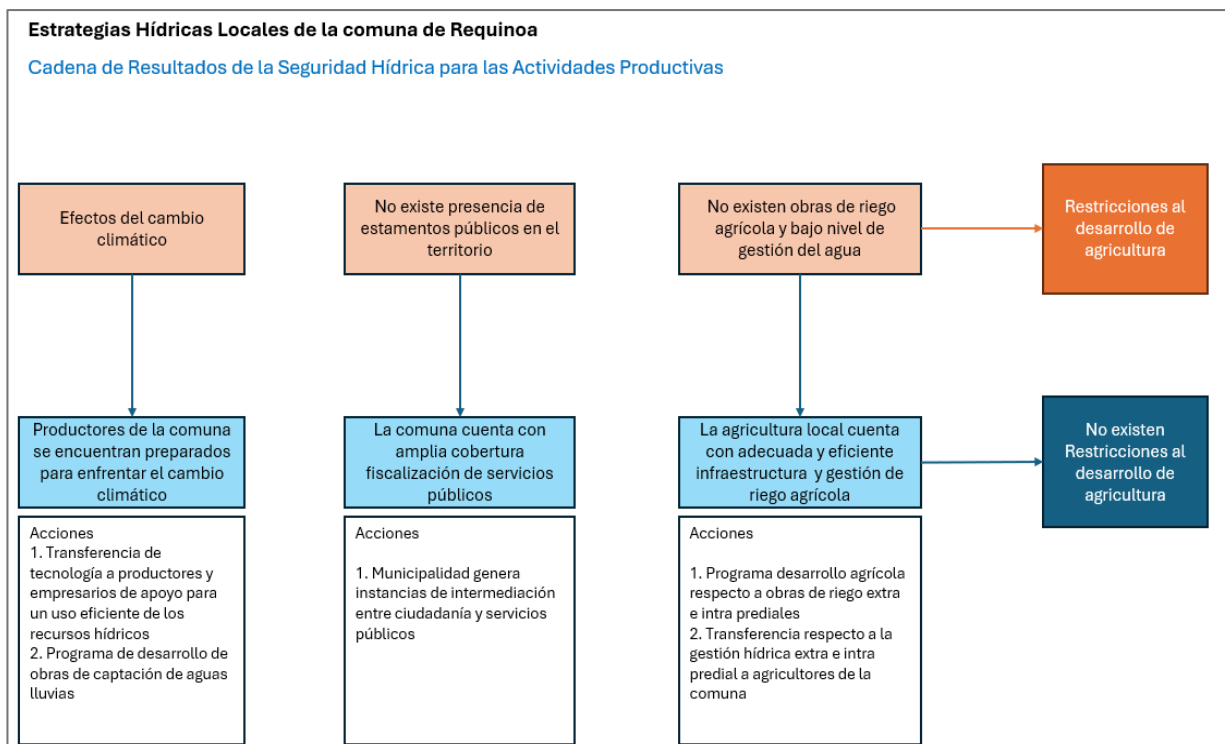 Estrategias Hídricas Locales de la comuna de Requinoa
Cadena de Resultados de la Seguridad Hídrica para las Actividades Productivas
Efectos del cambio
climático
No existe presencia de
estamentos públicos en el
territorio
No existen obras de riego
agrícola y bajo nivel de
gestión del agua
Restricciones al
desarrollo de
agricultura
Productores de la comuna
se encuentran preparados
para enfrentar el cambio
climático
La comuna cuenta con
amplia cobertura
fiscalización de servicios
públicos
La agricultura local cuenta
con adecuada y eficiente
infraestructura y gestión de
riego agrícola
No existen
Restricciones al
desarrollo de
agricultura
Acciones
1. Transferencia de
tecnología a productores y
empresarios de apoyo para
un uso eficiente de los
recursos hídricos
2. Programa de desarrollo de
obras de captación de aguas
lluvias
Acciones
1. Municipalidad genera
instancias de intermediación
entre ciudadanía y servicios
públicos
Acciones
1. Programa desarrollo agrícola
respecto a obras de riego extra
e intra prediales
2. Transferencia respecto a la
gestión hídrica extra e intra
predial a agricultores de la
comuna